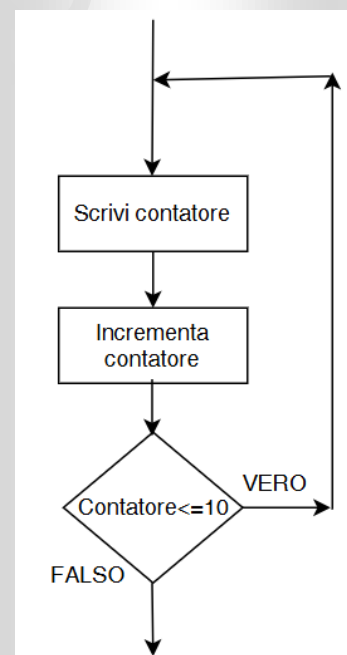 Scrivi contatore
Incrementa
contatore
Contatore<=10
VERO
FALSO